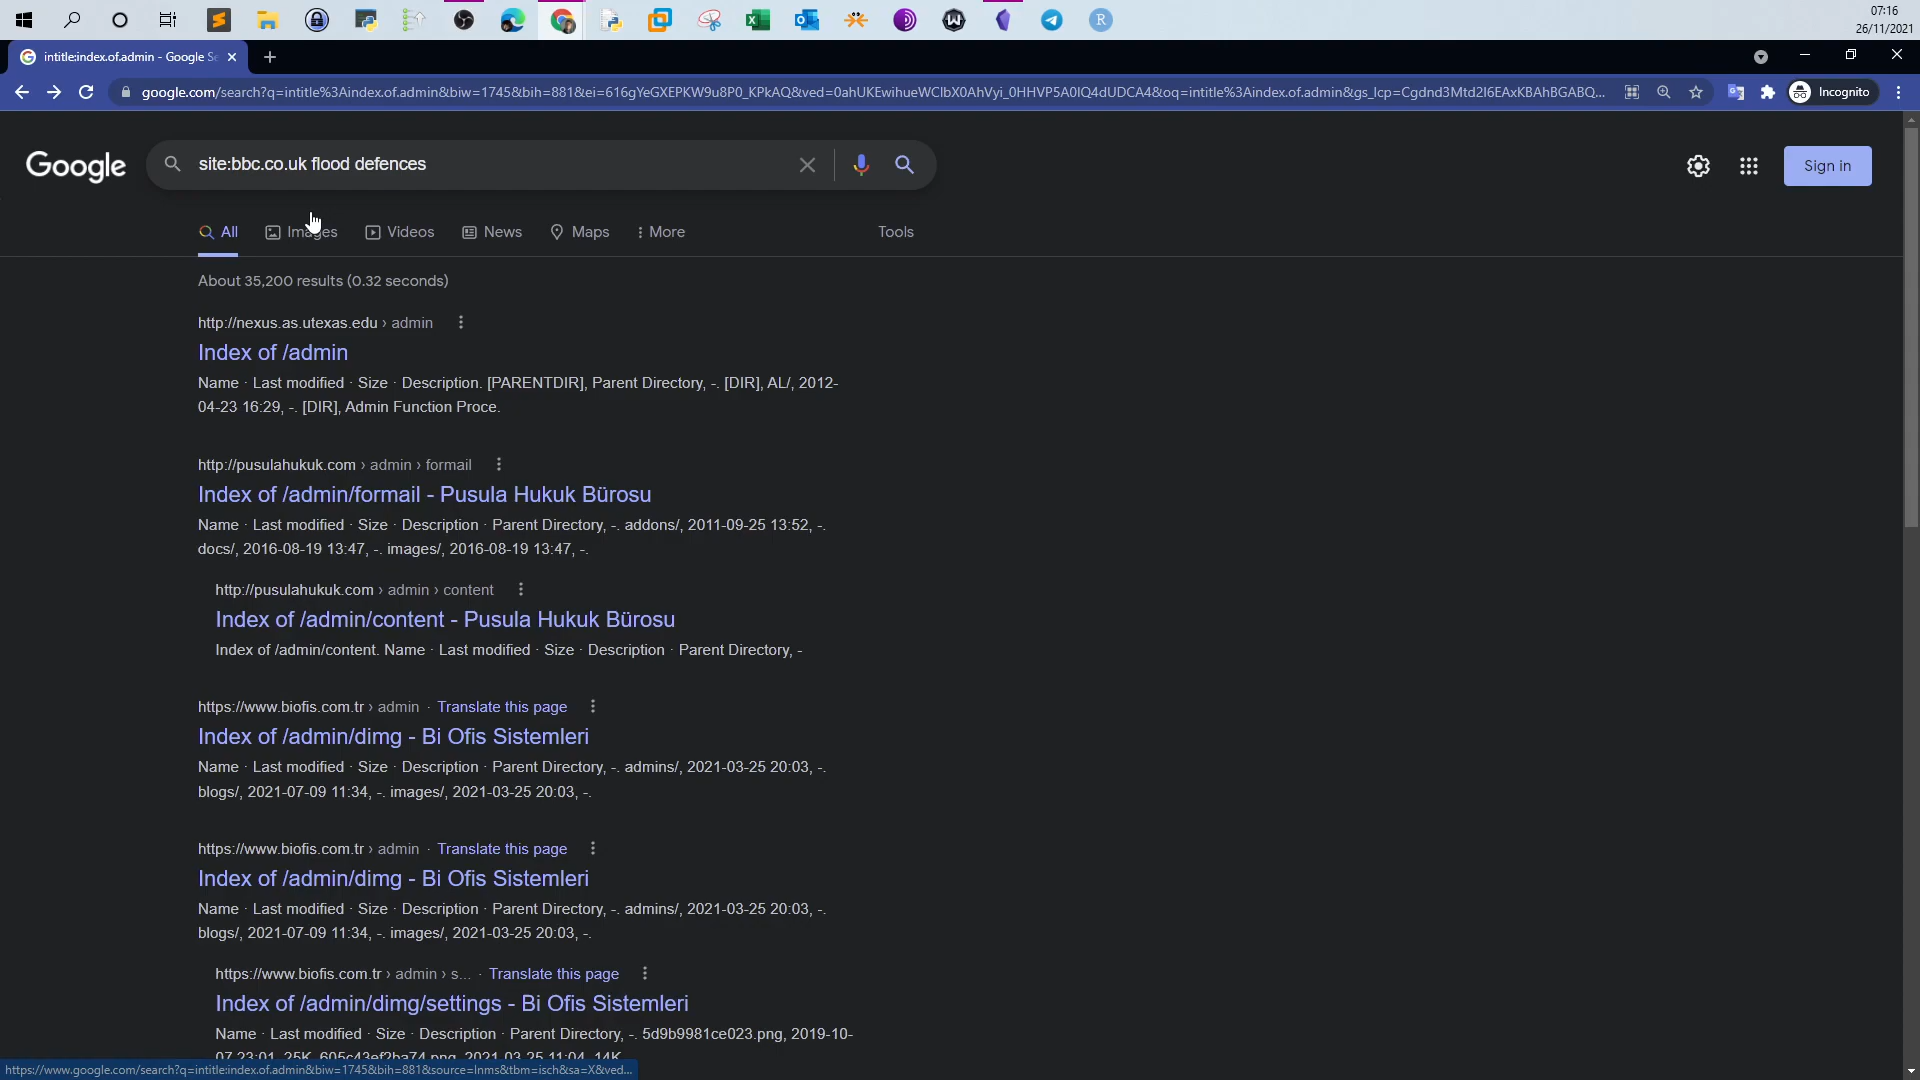 07:16
26/11/2021
intitle:index.of.admin - Google Se
google.com/search?q=intitle%3Aindex.of.admin&biw=1745&bih=881&ei=616gYeGXEPKW9u8P0_KPkAQ&ved=0ahUKEwihueWClbX0AhVyi_0HHVP5A0IQ4dUDCA4&oq=intitle%3Aindex.of.admin&gs_lcp=Cgdnd3Mtd2l6EAxKBAhBGABQ...
Incognito
Google
site:bbc.co.uk flood defences
Sign in
All
Images
Videos
News
Maps
More
Tools
About 35,200 results (0.32 seconds)
http://nexus.as.utexas.edu › admin
Index of /admin
Name · Last modified · Size · Description. [PARENTDIR], Parent Directory, -. [DIR], AL/, 2012-
04-23 16:29, -. [DIR], Admin Function Proce.
http://pusulahukuk.com › admin › formail
Index of /admin/formail - Pusula Hukuk Bürosu
Name · Last modified · Size · Description · Parent Directory, -. addons/, 2011-09-25 13:52, -.
docs/, 2016-08-19 13:47, -. images/, 2016-08-19 13:47, -.
http://pusulahukuk.com › admin › content
Index of /admin/content - Pusula Hukuk Bürosu
Index of /admin/content. Name · Last modified · Size · Description · Parent Directory, -
https://www.biofis.com.tr › admin · Translate this page
Index of /admin/dimg - Bi Ofis Sistemleri
Name · Last modified · Size · Description · Parent Directory, -. admins/, 2021-03-25 20:03, -.
blogs/, 2021-07-09 11:34, -. images/, 2021-03-25 20:03, -.
https://www.biofis.com.tr › admin · Translate this page
Index of /admin/dimg - Bi Ofis Sistemleri
Name · Last modified · Size · Description · Parent Directory, -. admins/, 2021-03-25 20:03, -.
blogs/, 2021-07-09 11:34, -. images/, 2021-03-25 20:03, -.
https://www.biofis.com.tr › admin › s... · Translate this page
Index of /admin/dimg/settings - Bi Ofis Sistemleri
Name · Last modified · Size · Description · Parent Directory, -. 5d9b9981ce023.png, 2019-10-
07 23:01, 25K. 605c43ef2ba74.png, 2021-03-25 11:04, 14K
https://www.google.com/search?q=intitle:index.of.admin&biw=1745&bih=881&source=lnms&tbm=isch&sa=X&ved...